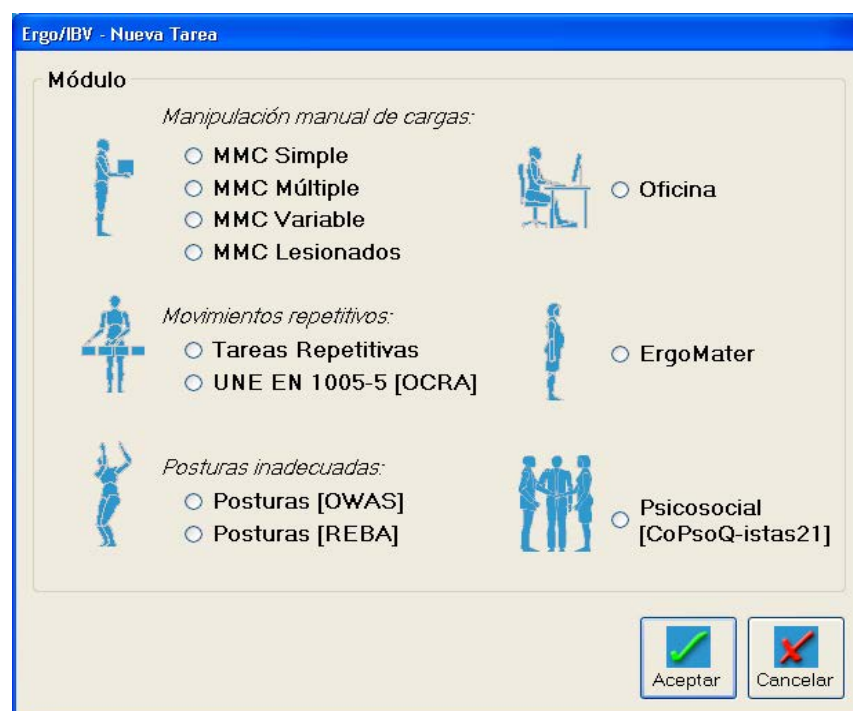 Ergo/IBV - Nueva Tarea
Módulo
Manipulación manual de cargas:
MMC Simple
MMC Múltiple
MMC Variable
MMC Lesionados
Oficina
Movimientos repetitivos:
Tareas Repetitivas
UNE EN 1005-5 [OCRA]
ErgoMater
Posturas inadecuadas:
Posturas [OWAS]
Posturas [REBA]
Psicosocial
[CoPsoQ-istas21]
Aceptar
Cancelar